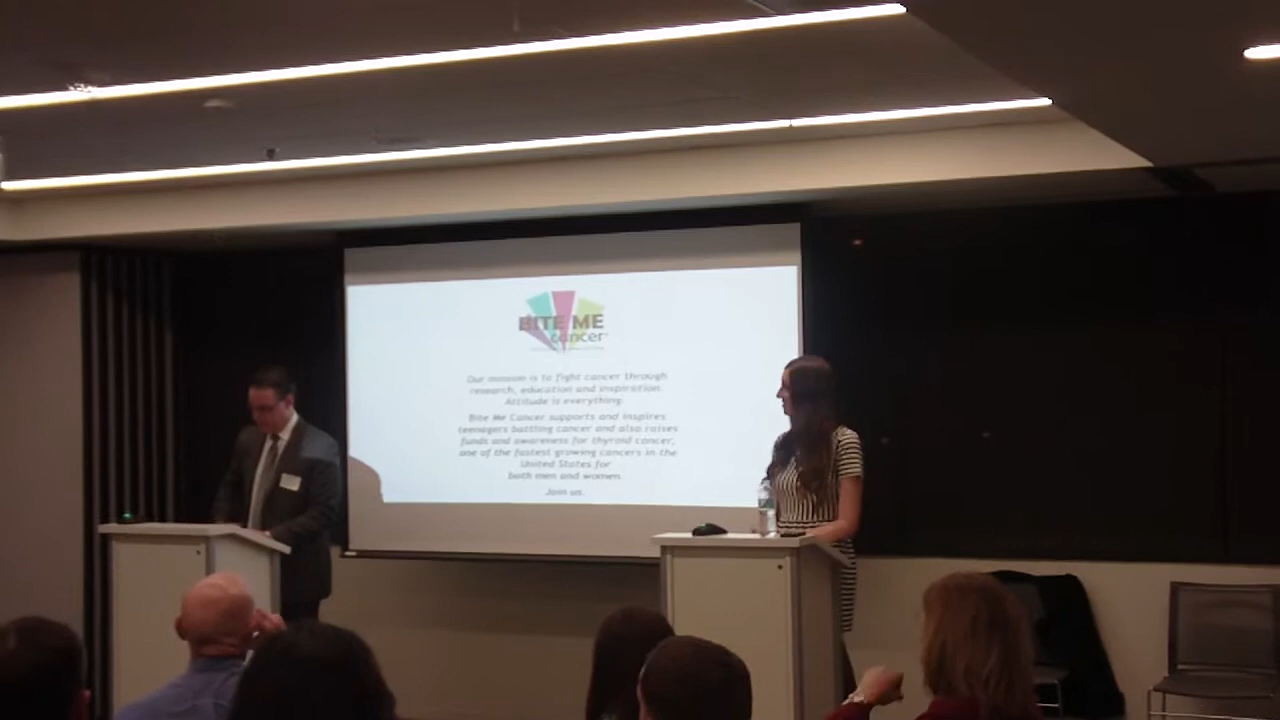 BITE ME
cancer
Our mission is to fight cancer through
research, education and inspiration.
Attitude is everything.
Bite Me Cancer supports and inspires
teenagers battling cancer and also raises
funds and awareness for thyroid cancer,
one of the fastest growing cancers in the
United States for
both men and women.
Join us.